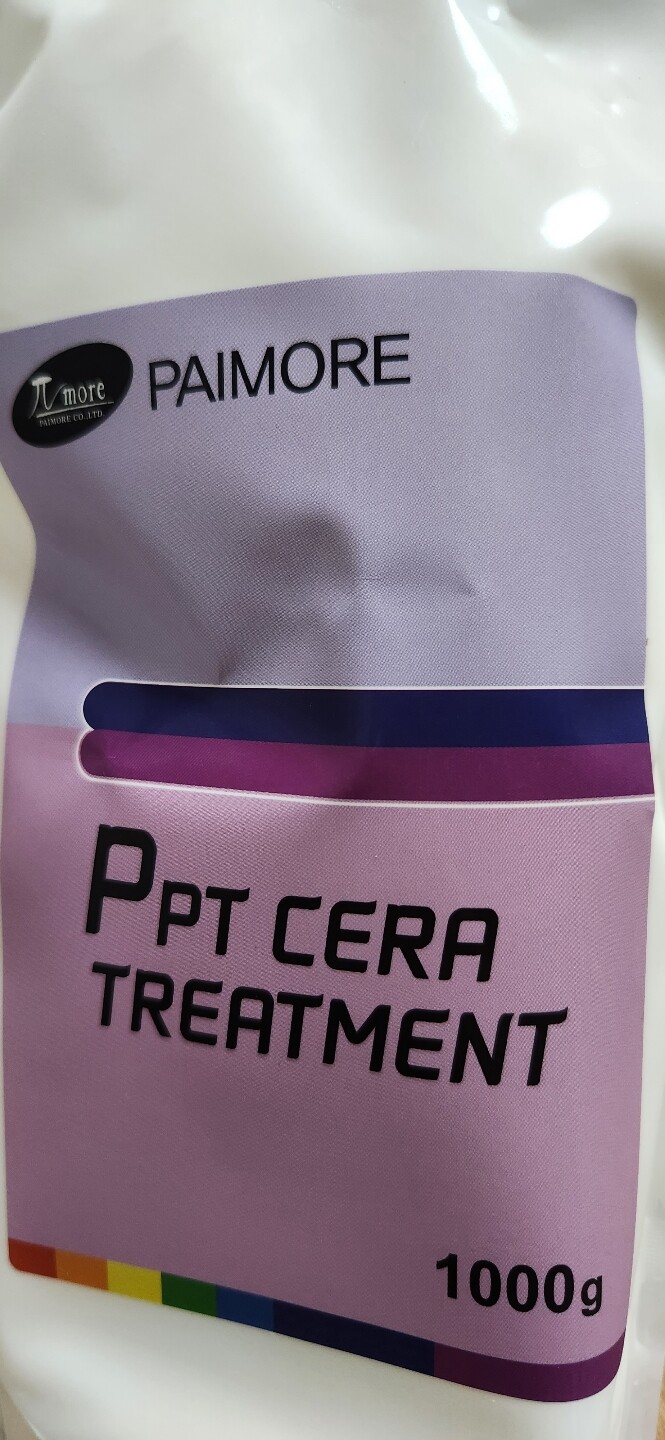 π more
PAIMORE CO.,LTD.
PAIMORE
PPT CERA
TREATMENT
1000g